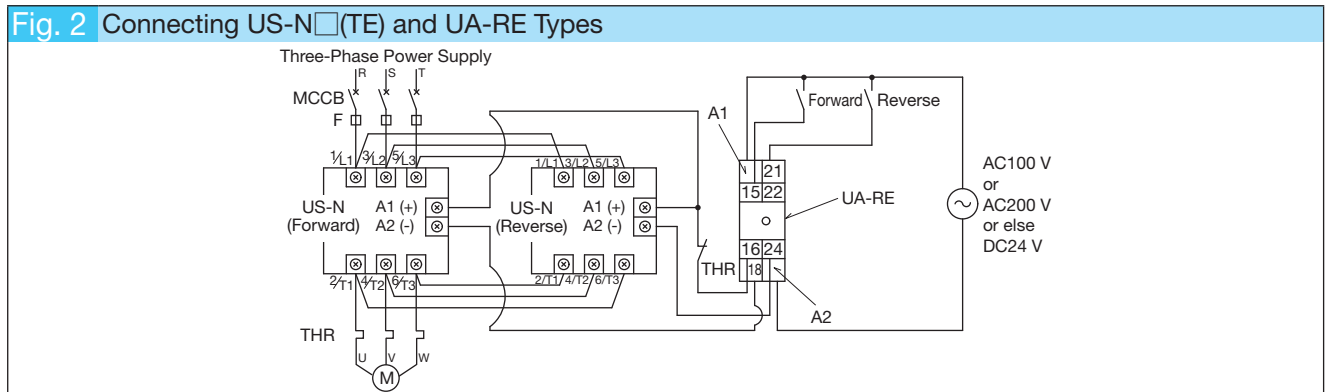 Fig. 2 Connecting US-N□(TE) and UA-RE Types
Three-Phase Power Supply
R S T
MCCB
F
Forward Reverse
A1
1/L1 3/L2 5/L3
1/L1 3/L2 5/L3
21
15 22
AC100 V
or
AC200 V
or else
DC24 V
US-N
(Forward)
A1 (+)
A2 (-)
US-N
(Reverse)
A1 (+)
A2 (-)
UA-RE
16 24
18
THR
2/T1 4/T2 6/T3
2/T1 4/T2 6/T3
A2
THR
U V W
M